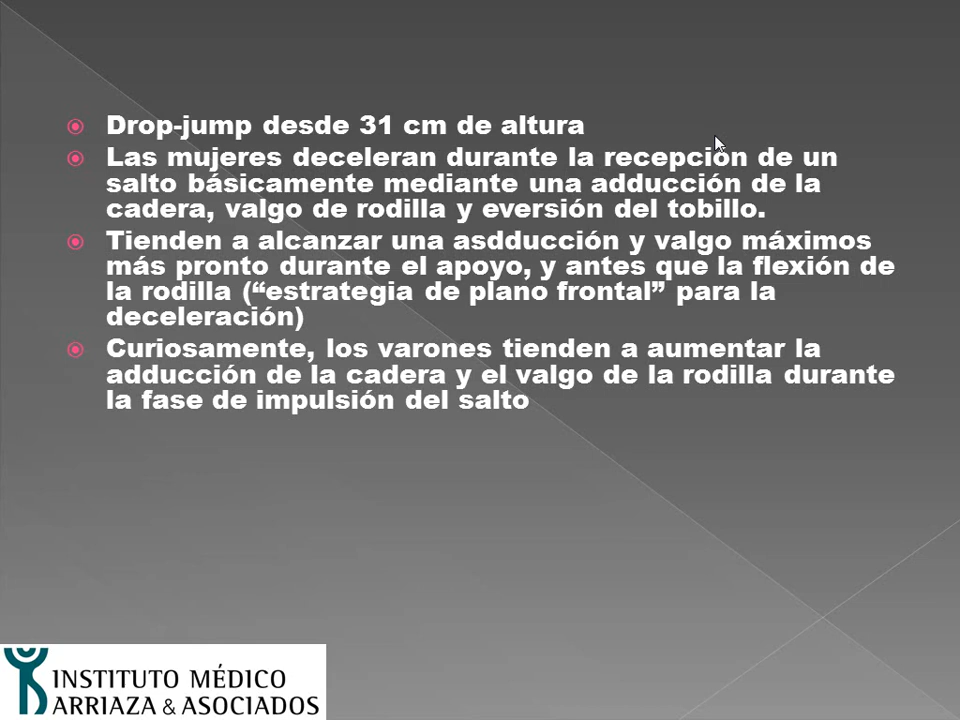 Drop-jump desde 31 cm de altura
Las mujeres deceleran durante la recepción de un
salto básicamente mediante una adducción de la
cadera, valgo de rodilla y eversión del tobillo.
Tienden a alcanzar una asdducción y valgo máximos
más pronto durante el apoyo, y antes que la flexión de
la rodilla (“estrategia de plano frontal” para la
deceleración)
Curiosamente, los varones tienden a aumentar la
adducción de la cadera y el valgo de la rodilla durante
la fase de impulsión del salto
INSTITUTO MÉDICO
ARRIAZA & ASOCIADOS